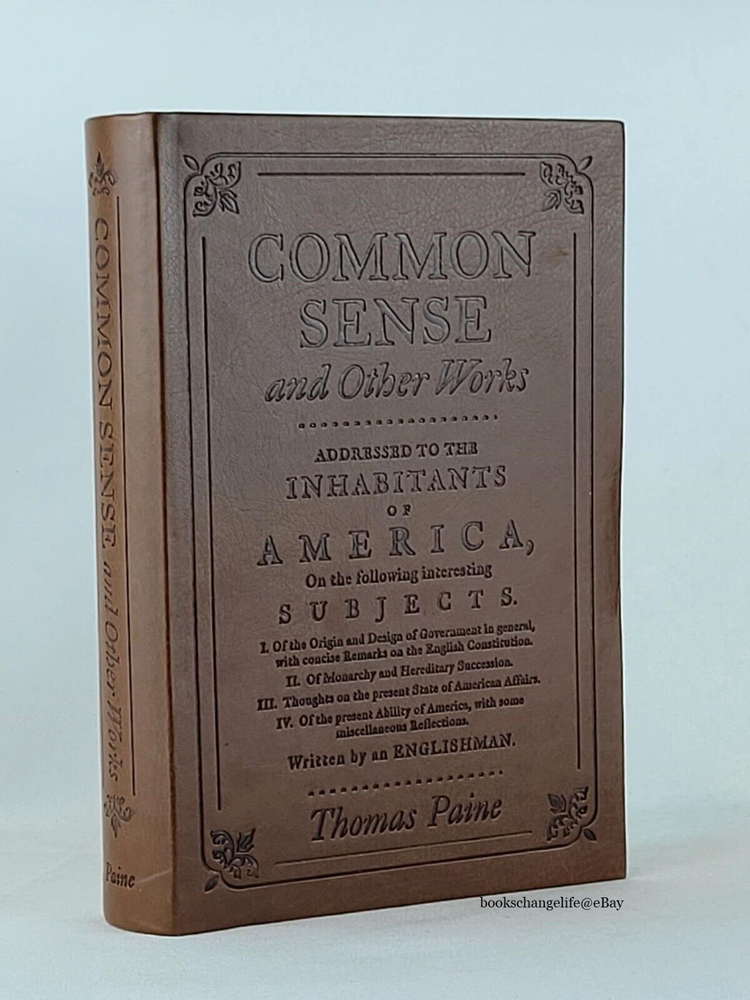 COMMON SENSE and Other Works
Paine
COMMON
SENSE
and Other Works
ADDRESSED TO THE
INHABITANTS
OF
AMERICA,
On the following interesting
SUBJECTS.
I. Of the Origin and Design of Government in general,
with concise Remarks on the English Constitution.
II. Of Monarchy and Hereditary Succession.
III. Thoughts on the present State of American Affairs.
IV. Of the present Ability of America, with some
miscellaneous Reflections.
Written by an ENGLISHMAN.
Thomas Paine
bookschangelife@eBay